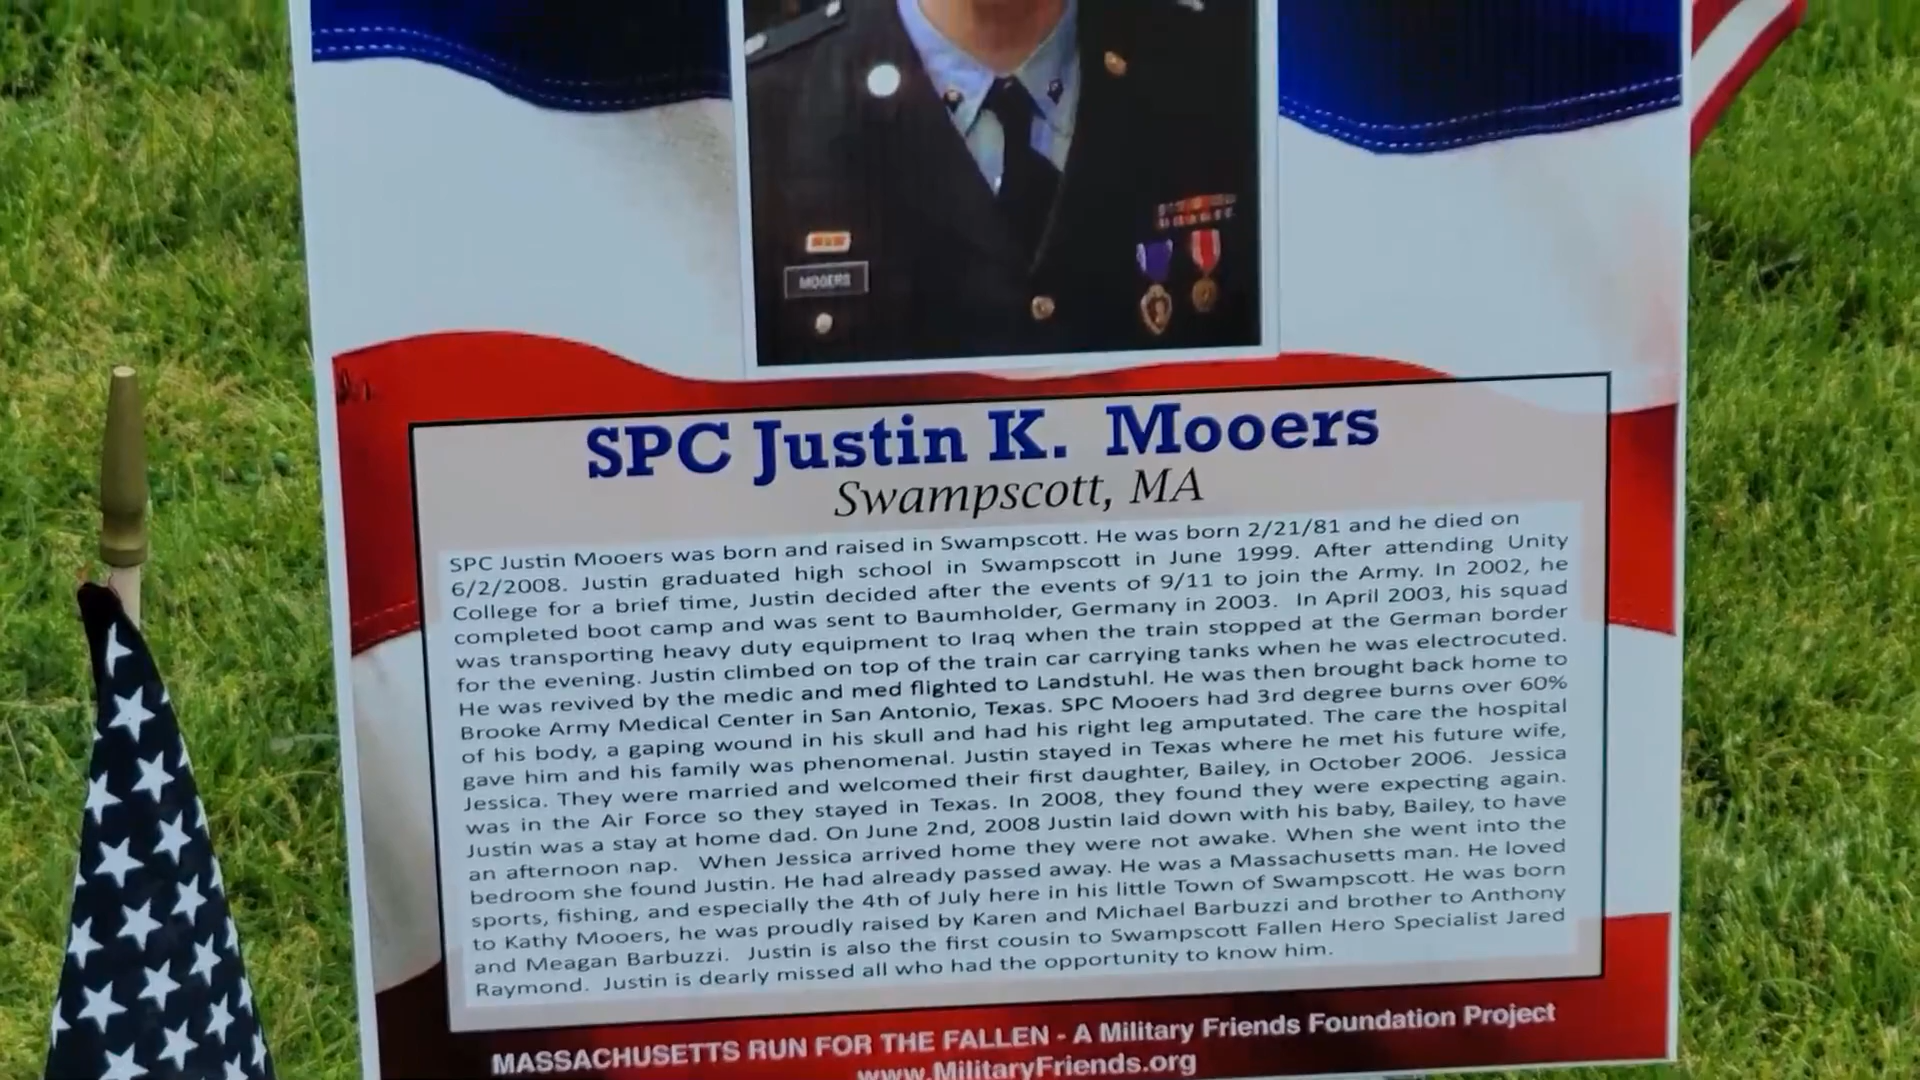 MOOERS
SPC Justin K. Mooers
Swampscott, MA
SPC Justin Mooers was born and raised in Swampscott. He was born 2/21/81 and he died on
6/2/2008. Justin graduated high school in Swampscott in June 1999. After attending Unity
College for a brief time, Justin decided after the events of 9/11 to join the Army. In 2002, he
completed boot camp and was sent to Baumholder, Germany in 2003. In April 2003, his squad
was transporting heavy duty equipment to Iraq when the train stopped at the German border
for the evening. Justin climbed on top of the train car carrying tanks when he was electrocuted.
He was revived by the medic and med flighted to Landstuhl. He was then brought back home to
Brooke Army Medical Center in San Antonio, Texas. SPC Mooers had 3rd degree burns over 60%
of his body, a gaping wound in his skull and had his right leg amputated. The care the hospital
gave him and his family was phenomenal. Justin stayed in Texas where he met his future wife,
Jessica. They were married and welcomed their first daughter, Bailey, in October 2006. Jessica
was in the Air Force so they stayed in Texas. In 2008, they found they were expecting again.
Justin was a stay at home dad. On June 2nd, 2008 Justin laid down with his baby, Bailey, to have
an afternoon nap. When Jessica arrived home they were not awake. When she went into the
bedroom she found Justin. He had already passed away. He was a Massachusetts man. He loved
sports, fishing, and especially the 4th of July here in his little Town of Swampscott. He was born
to Kathy Mooers, he was proudly raised by Karen and Michael Barbuzzi and brother to Anthony
and Meagan Barbuzzi. Justin is also the first cousin to Swampscott Fallen Hero Specialist Jared
Raymond. Justin is dearly missed all who had the opportunity to know him.
MASSACHUSETTS RUN FOR THE FALLEN - A Military Friends Foundation Project
www.MilitaryFriends.org